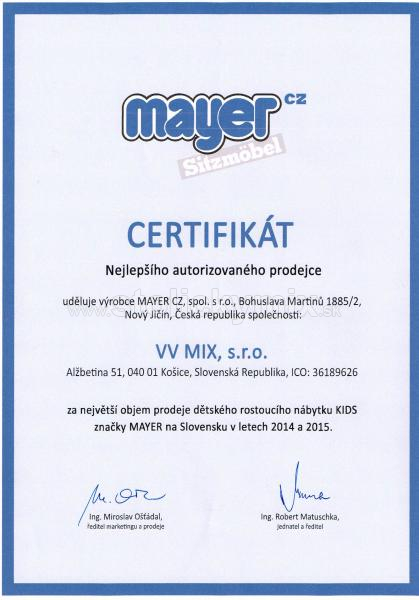 mayer CZ
Sitzmöbel
CERTIFIKÁT
Nejlepšího autorizovaného prodejce
uděluje výrobce MAYER CZ, spol. s r.o., Bohuslava Martinů 1885/2,
Nový Jičín, Česká republika společnosti:
VV MIX, s.r.o.
Alžbetina 51, 040 01 Košice, Slovenská Republika, ICO: 36189626
za největší objem prodeje dětského rostoucího nábytku KIDS
značky MAYER na Slovensku v letech 2014 a 2015.
Ing. Miroslav Ošťádal,
ředitel marketingu a prodeje
Ing. Robert Matuschka,
jednatel a ředitel